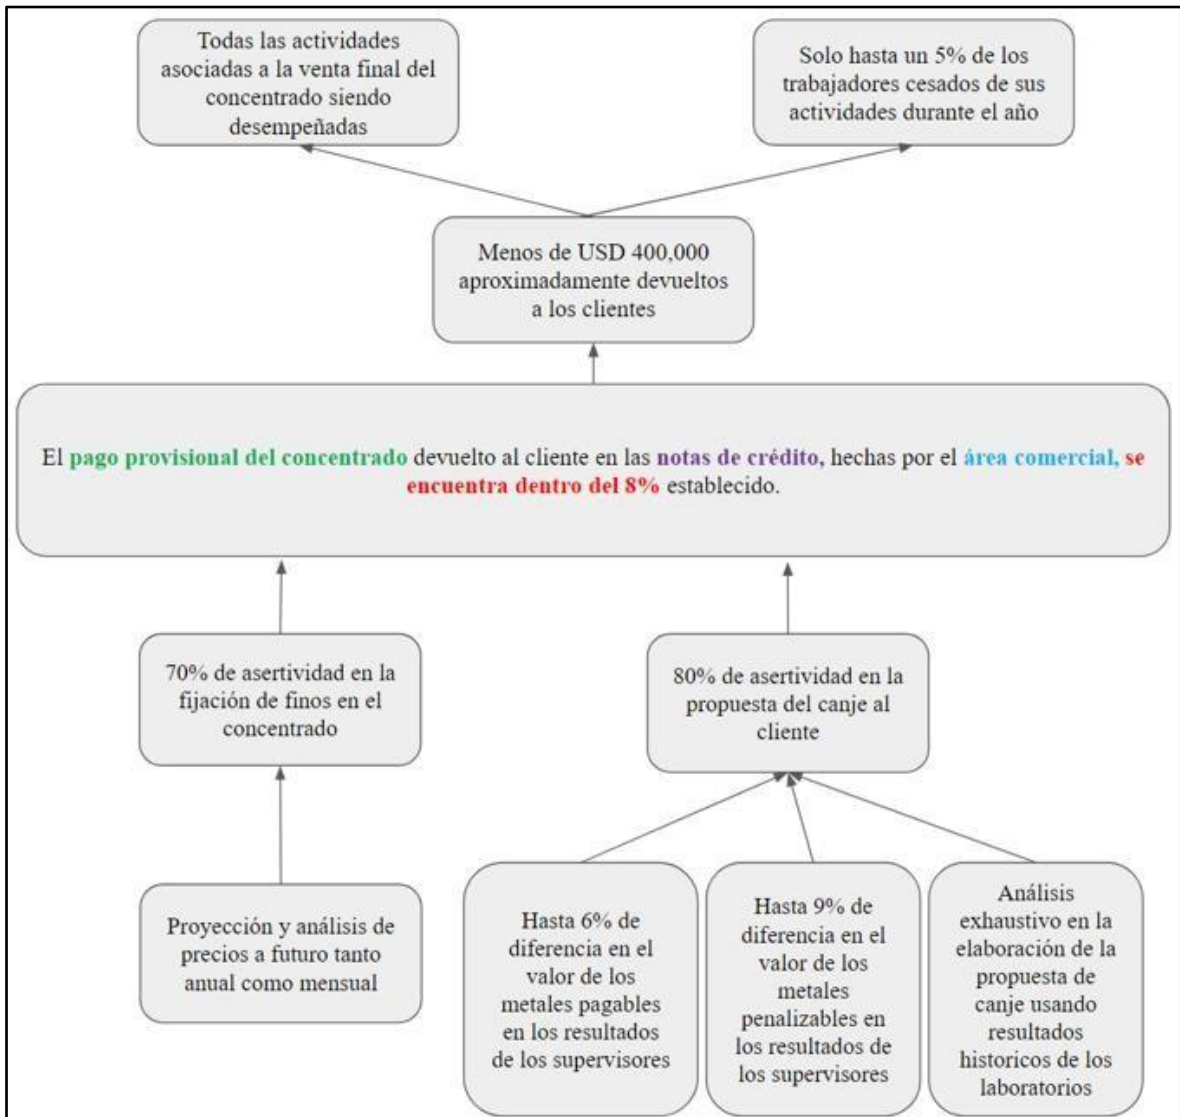 Todas las actividades
asociadas a la venta final del
concentrado siendo
desempeñadas
Solo hasta un 5% de los
trabajadores cesados de sus
actividades durante el año
Menos de USD 400,000
aproximadamente devueltos
a los clientes
El pago provisional del concentrado devuelto al cliente en las notas de crédito, hechas por el área comercial, se
encuentra dentro del 8% establecido.
70% de asertividad en la
fijación de finos en el
concentrado
80% de asertividad en la
propuesta del canje al
cliente
Proyección y análisis de
precios a futuro tanto
anual como mensual
Hasta 6% de
diferencia en el
valor de los
metales pagables
en los resultados
de los supervisores
Hasta 9% de
diferencia en el
valor de los
metales
penalizables en
los resultados de
los supervisores
Análisis
exhaustivo en la
elaboración de la
propuesta de
canje usando
resultados
historicos de los
laboratorios